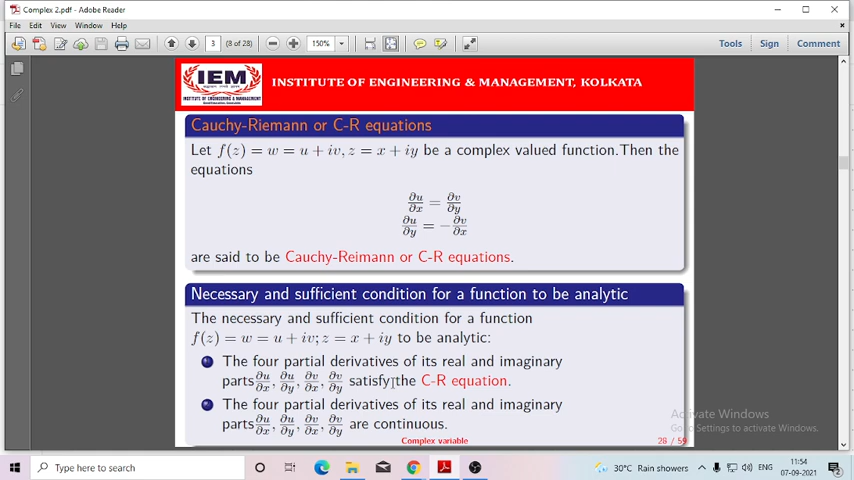 Complex 2.pdf - Adobe Reader
File Edit View Window Help
3 (8 of 28) 150% Tools Sign Comment
IEM
INSTITUTE OF ENGINEERING & MANAGEMENT, KOLKATA
Cauchy-Riemann or C-R equations
Let f(z) = w = u + iv, z = x + iy be a complex valued function.Then the
equations
∂u/∂x = ∂v/∂y
∂u/∂y = −∂v/∂x
are said to be Cauchy-Reimann or C-R equations.
Necessary and sufficient condition for a function to be analytic
The necessary and sufficient condition for a function
f(z) = w = u + iv; z = x + iy to be analytic:
The four partial derivatives of its real and imaginary
parts ∂u/∂x, ∂u/∂y, ∂v/∂x, ∂v/∂y satisfy the C-R equation.
The four partial derivatives of its real and imaginary
parts ∂u/∂x, ∂u/∂y, ∂v/∂x, ∂v/∂y are continuous.
Activate Windows
Go to Settings to activate Windows.
Complex variable 28 / 59
Type here to search
30°C Rain showers ENG
11:54
07-09-2021
2